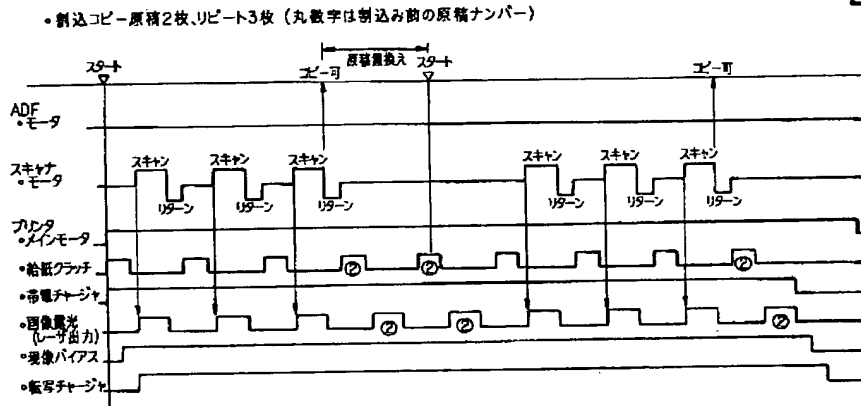 •割込コピー原稿2枚、リピート3枚（丸数字は割込み前の原稿ナンバー）
スタート
コピー可
原稿置換え
スタート
コピー可
ADF
•モータ
スキャナ
•モータ
スキャン
スキャン
スキャン
スキャン
スキャン
スキャン
リターン
リターン
リターン
リターン
リターン
リターン
プリンタ
•メインモータ
•給紙クラッチ
②
②
②
•帯電チャージャ
•画像露光
(レーザ出力)
②
②
②
•現像バイアス
•転写チャージャ